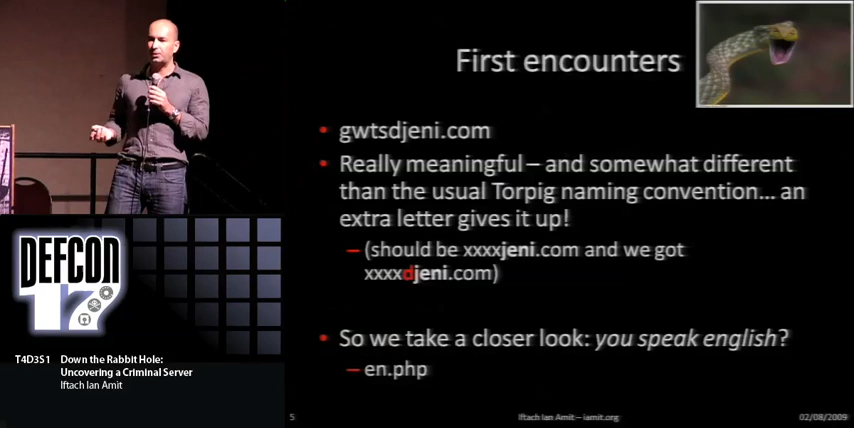 First encounters
• gwtsdjeni.com
• Really meaningful – and somewhat different
than the usual Torpig naming convention... an
extra letter gives it up!
– (should be xxxxjeni.com and we got
xxxxdjeni.com)
• So we take a closer look: you speak english?
– en.php
5
Iftach Ian Amit – iamit.org
02/08/2009
DEFCON
17
T4D3S1
Down the Rabbit Hole:
Uncovering a Criminal Server
Iftach Ian Amit